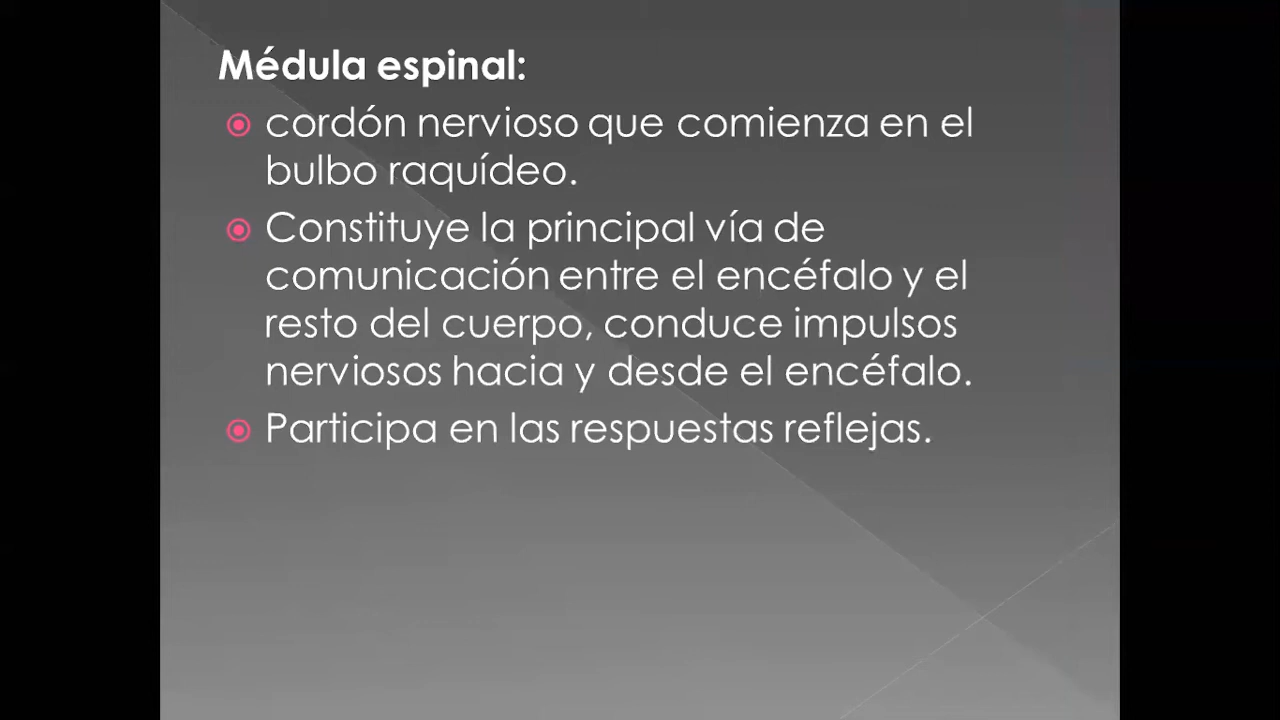 Médula espinal:
cordón nervioso que comienza en el
bulbo raquídeo.
Constituye la principal vía de
comunicación entre el encéfalo y el
resto del cuerpo, conduce impulsos
nerviosos hacia y desde el encéfalo.
Participa en las respuestas reflejas.